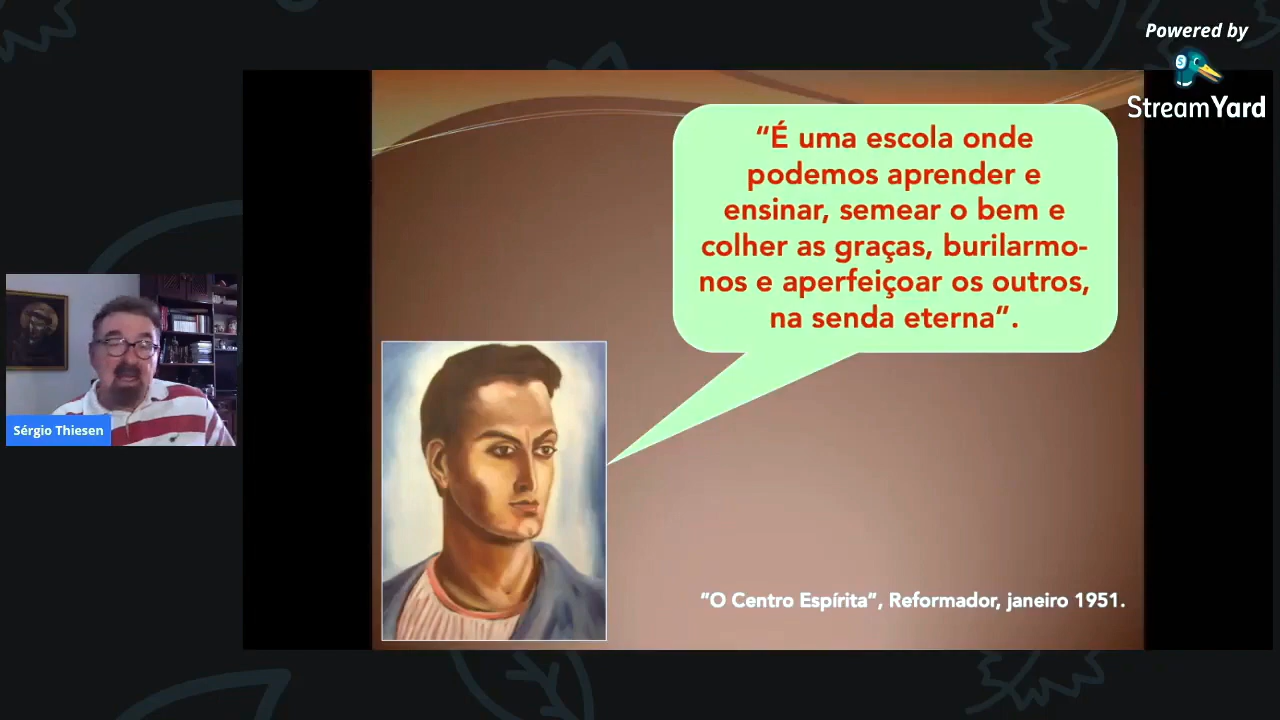 Powered by
StreamYard
“É uma escola onde
podemos aprender e
ensinar, semear o bem e
colher as graças, burilarmo-
nos e aperfeiçoar os outros,
na senda eterna”.
Sérgio Thiesen
“O Centro Espírita”, Reformador, janeiro 1951.